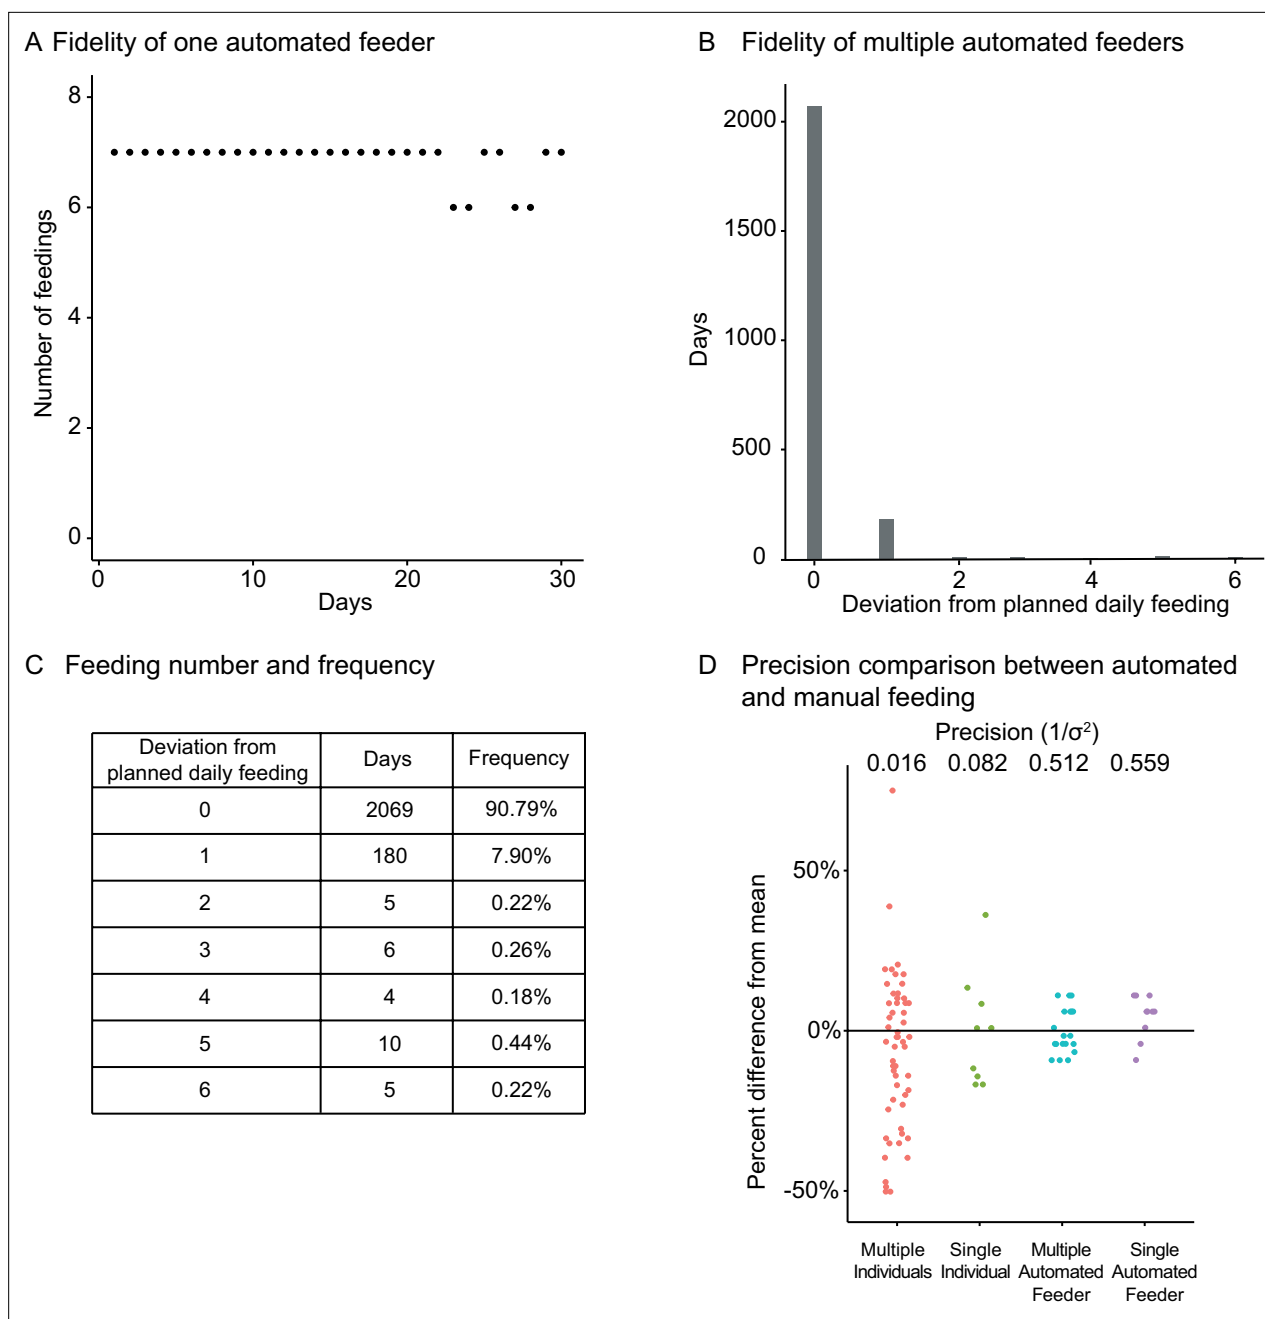 A Fidelity of one automated feeder
8
6
4
2
0
Number of feedings
0 10 20 30
Days
B Fidelity of multiple automated feeders
2000
1500
1000
500
0
Days
0 2 4 6
Deviation from planned daily feeding
C Feeding number and frequency
Deviation from planned daily feeding Days Frequency
0 2069 90.79%
1 180 7.90%
2 5 0.22%
3 6 0.26%
4 4 0.18%
5 10 0.44%
6 5 0.22%
D Precision comparison between automated
and manual feeding
Precision (1/σ²)
0.016 0.082 0.512 0.559
50%
0%
-50%
Percent difference from mean
Multiple Individuals
Single Individual
Multiple Automated Feeder
Single Automated Feeder